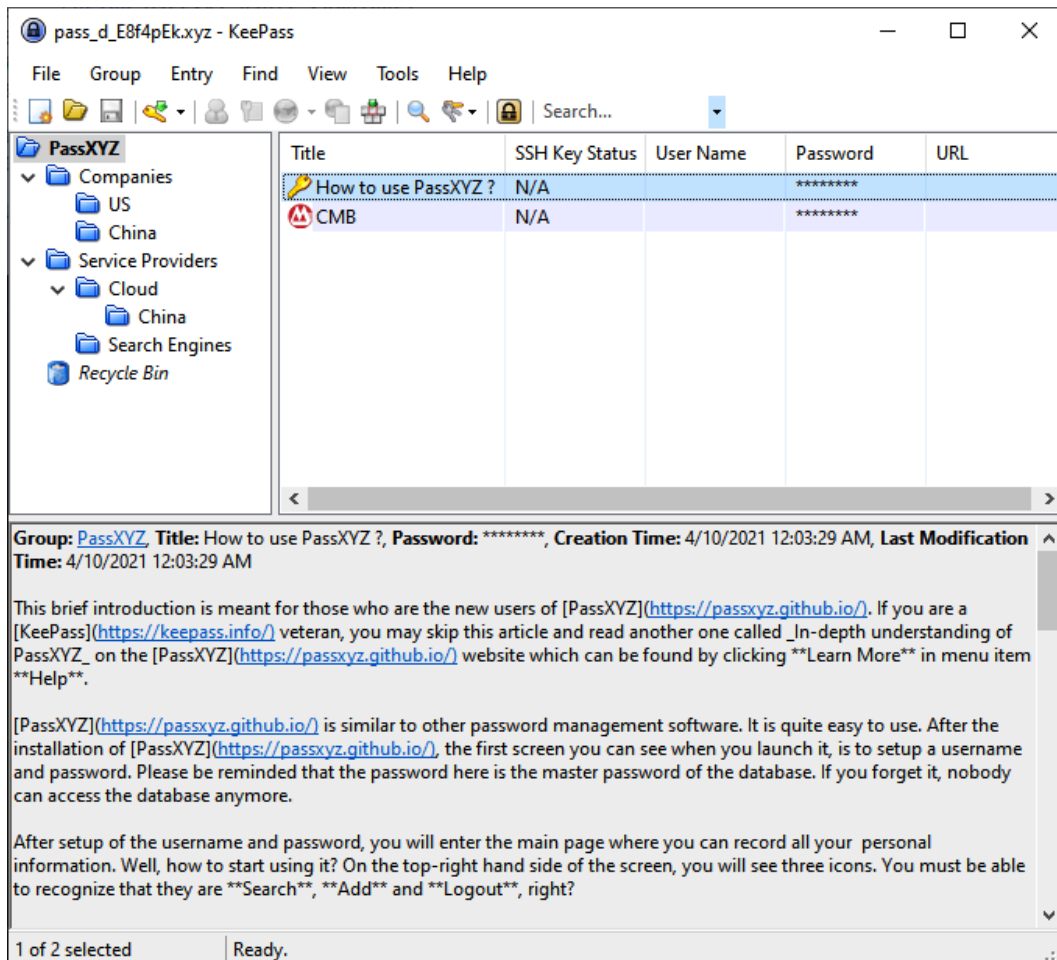 pass_d_E8f4pEk.xyz - KeePass
File Group Entry Find View Tools Help
Search...
PassXYZ
Companies
US
China
Service Providers
Cloud
China
Search Engines
Recycle Bin
Title SSH Key Status User Name Password URL
How to use PassXYZ ? N/A ********
CMB N/A ********
Group: PassXYZ, Title: How to use PassXYZ ?, Password: ********, Creation Time: 4/10/2021 12:03:29 AM, Last Modification
Time: 4/10/2021 12:03:29 AM
This brief introduction is meant for those who are the new users of [PassXYZ](https://passxyz.github.io/). If you are a
[KeePass](https://keepass.info/) veteran, you may skip this article and read another one called _In-depth understanding of
PassXYZ_ on the [PassXYZ](https://passxyz.github.io/) website which can be found by clicking **Learn More** in menu item
**Help**.
[PassXYZ](https://passxyz.github.io/) is similar to other password management software. It is quite easy to use. After the
installation of [PassXYZ](https://passxyz.github.io/), the first screen you can see when you launch it, is to setup a username
and password. Please be reminded that the password here is the master password of the database. If you forget it, nobody
can access the database anymore.
After setup of the username and password, you will enter the main page where you can record all your  personal
information. Well, how to start using it? On the top-right hand side of the screen, you will see three icons. You must be able
to recognize that they are **Search**, **Add** and **Logout**, right?
1 of 2 selected Ready.